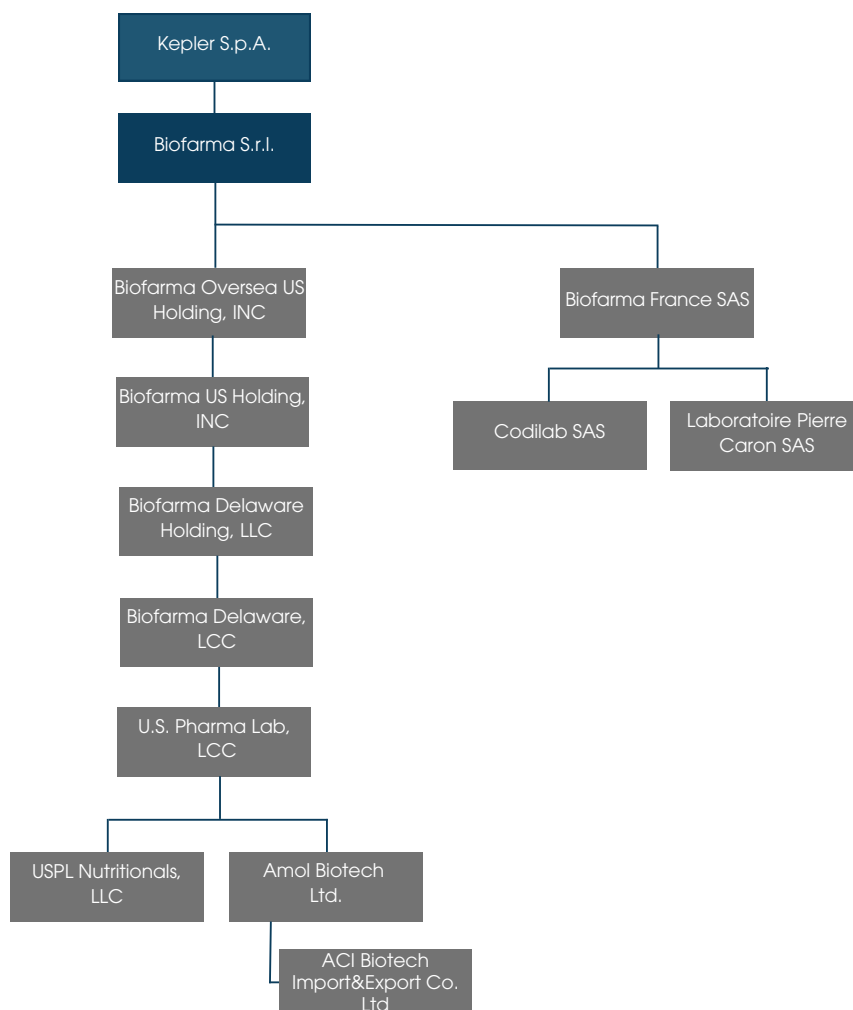 Kepler S.p.A.
Biofarma S.r.l.
Biofarma Oversea US
Holding, INC
Biofarma France SAS
Biofarma US Holding,
INC
Codilab SAS
Laboratoire Pierre
Caron SAS
Biofarma Delaware
Holding, LLC
Biofarma Delaware,
LCC
U.S. Pharma Lab,
LCC
USPL Nutritionals,
LLC
Amol Biotech
Ltd.
ACI Biotech
Import&Export Co.
Ltd